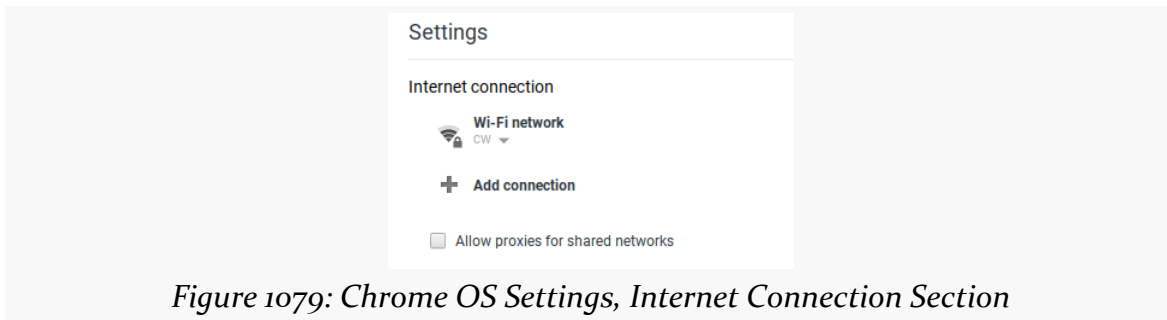 Settings
Internet connection
Wi-Fi network
CW
Add connection
Allow proxies for shared networks
Figure 1079: Chrome OS Settings, Internet Connection Section